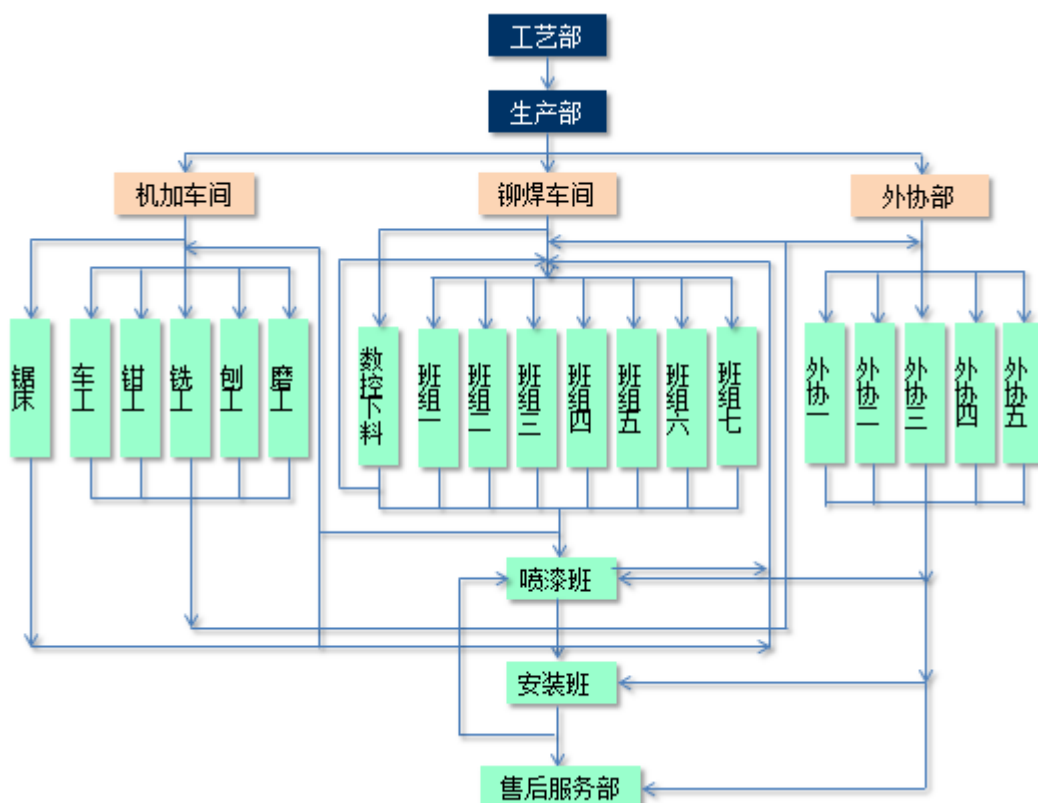 工艺部
生产部
机加车间
铆焊车间
外协部
锯床
车工
钳工
铣工
刨工
磨工
数控下料
班组一
班组二
班组三
班组四
班组五
班组六
班组七
外协一
外协二
外协三
外协四
外协五
喷漆班
安装班
售后服务部